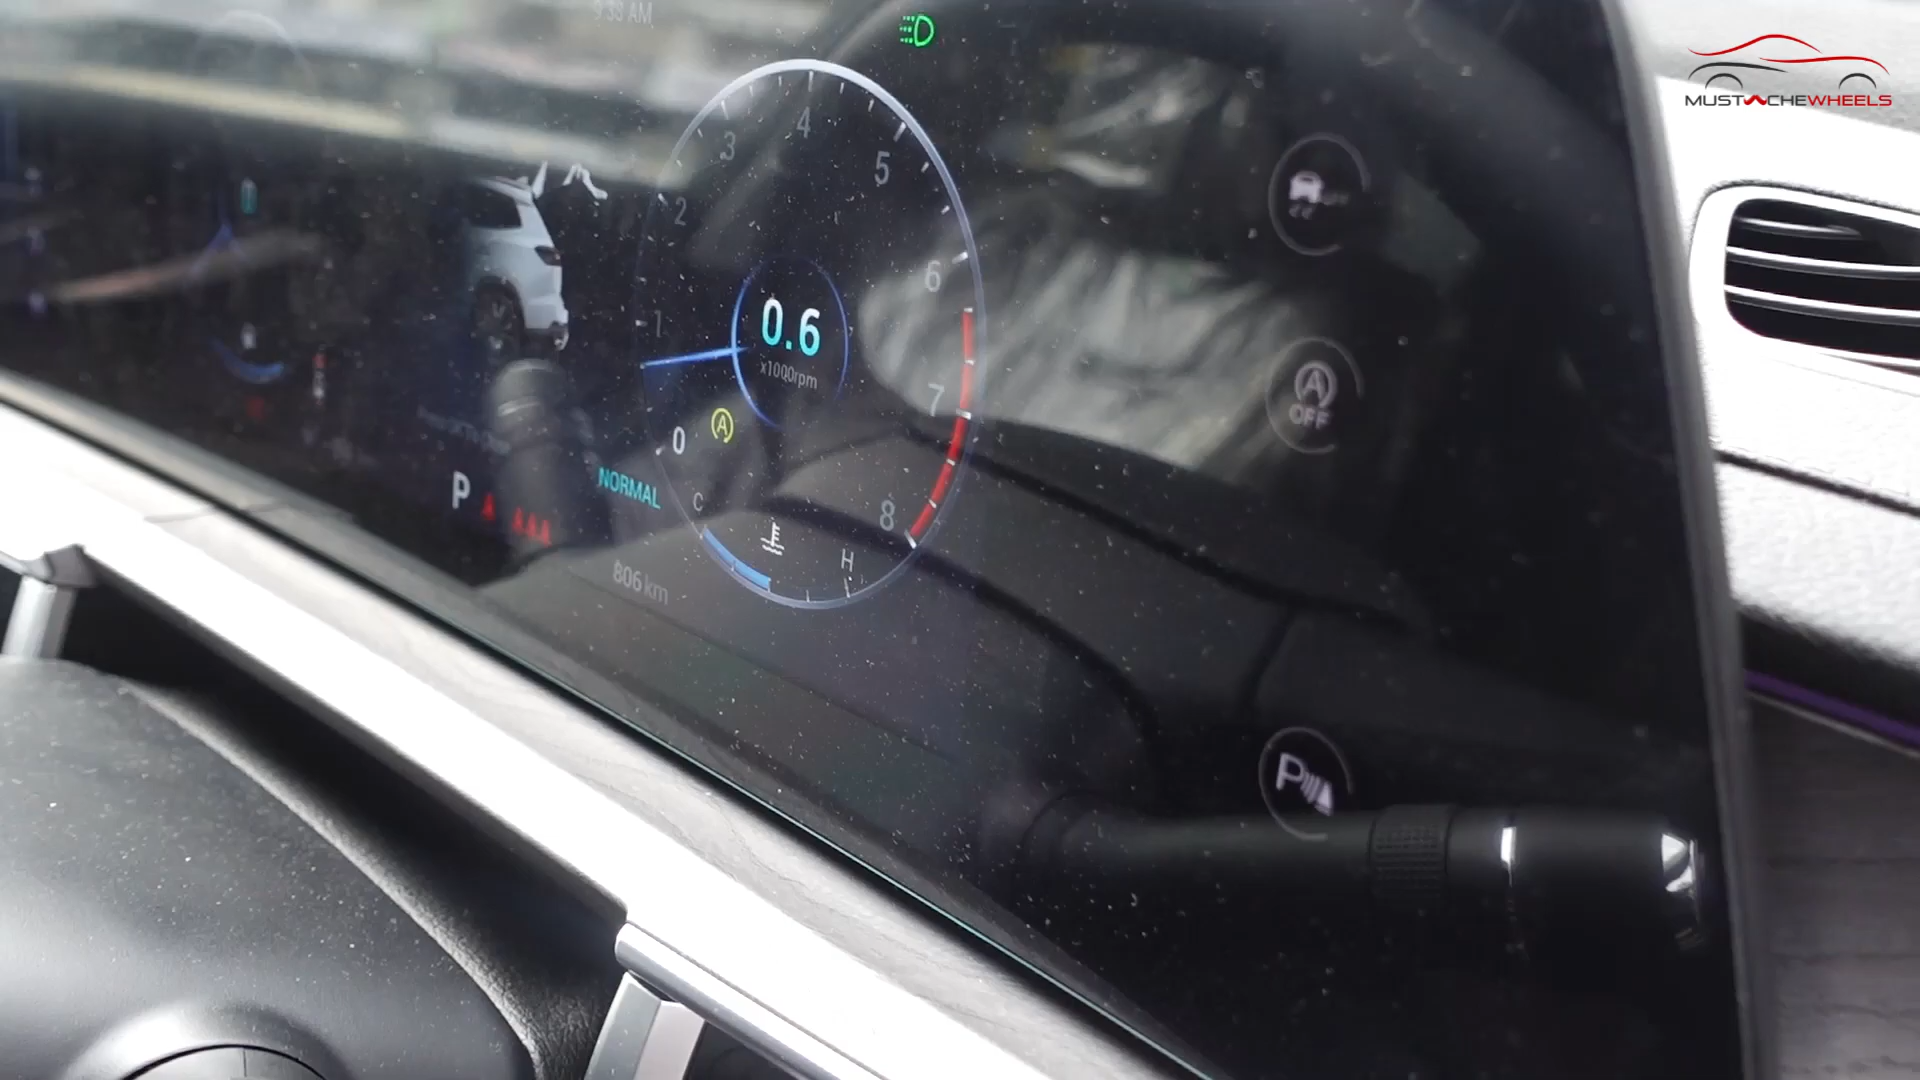 9:33 AM
MUSTACHEWHEELS
4
3
5
2
6
1
0.6
x1000rpm
7
A
OFF
0
A
NORMAL
P
C
8
H
806 km
P